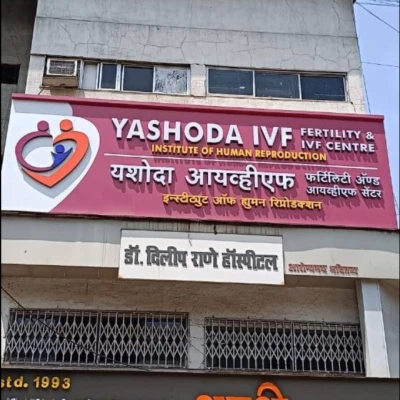 YASHODA IVF FERTILITY & IVF CENTRE
INSTITUTE OF HUMAN REPRODUCTION
यशोदा आयव्हीएफ फर्टिलिटी अ‍ॅण्ड आयव्हीएफ सेंटर
इन्स्टीट्युट ऑफ ह्युमन रिप्रोडक्शन
डॉ. दिलीप राणे हॉस्पीटल
std. 1993